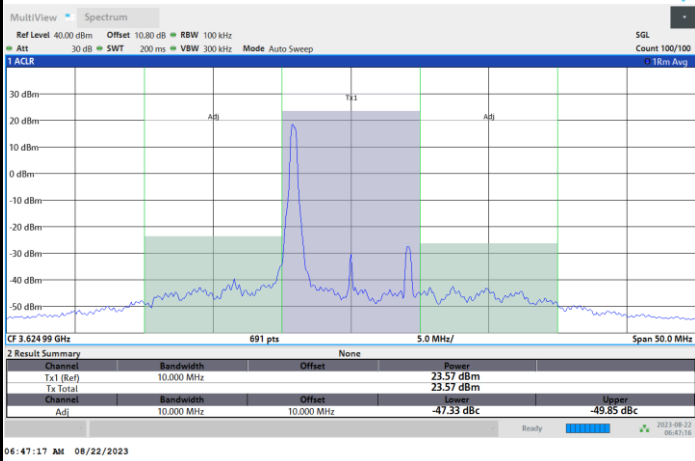 MultiView Spectrum
Ref Level 40.00 dBm Offset 10.80 dB RBW 100 kHz SGL
Att 30 dB SWT 200 ms VBW 300 kHz Mode Auto Sweep Count 100/100
1 ACLR 1Rm Avg
30 dBm
Tx1
20 dBm
Adj Adj
10 dBm
0 dBm
-10 dBm
-20 dBm
-30 dBm
-40 dBm
-50 dBm
CF 3.624 99 GHz 691 pts 5.0 MHz/ Span 50.0 MHz
2 Result Summary None
Channel Bandwidth Offset Power
Tx1 (Ref) 10.000 MHz 23.57 dBm
Tx Total 23.57 dBm
Channel Bandwidth Offset Lower Upper
Adj 10.000 MHz 10.000 MHz -47.33 dBc -49.85 dBc
Ready 2023-08-22
06:47:16
06:47:17 AM 08/22/2023